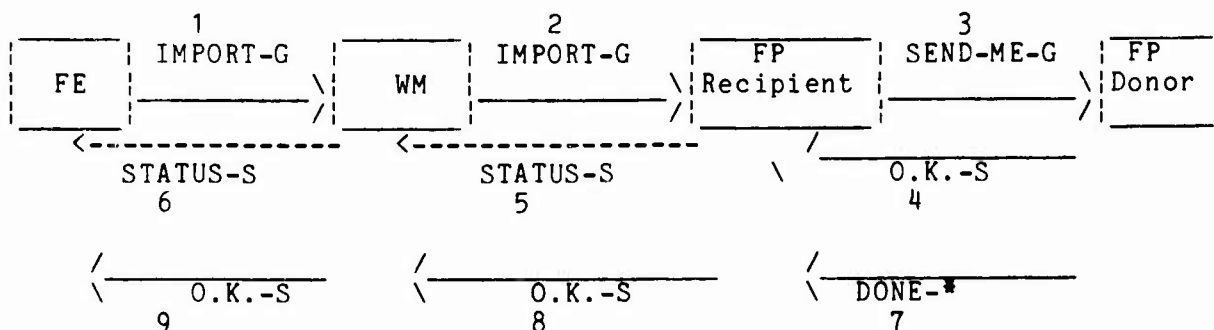 1 2 3
IMPORT-G IMPORT-G FP SEND-ME-G FP
FE WM Recipient Donor
STATUS-S STATUS-S O.K.-S
6 5 4
O.K.-S O.K.-S DONE-*
9 8 7